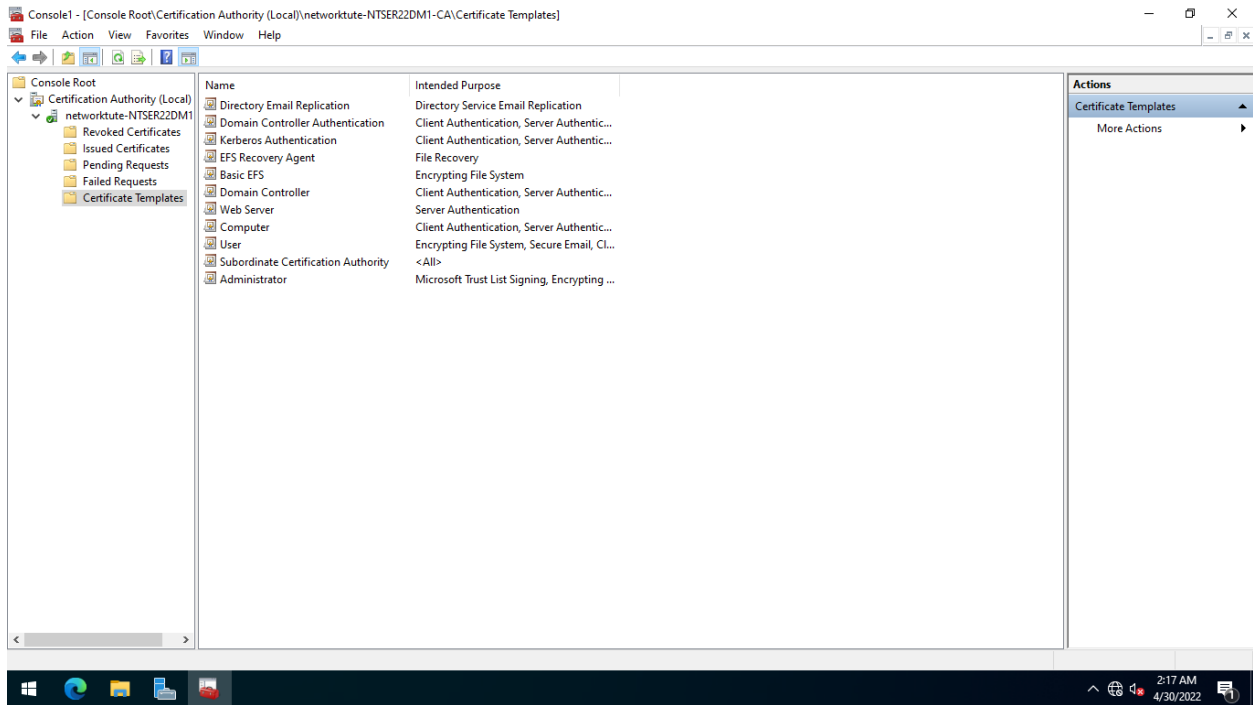 Console1 - [Console Root\Certification Authority (Local)\networktute-NTSER22DM1-CA\Certificate Templates]
File Action View Favorites Window Help
Console Root
Certification Authority (Local)
networktute-NTSER22DM1
Revoked Certificates
Issued Certificates
Pending Requests
Failed Requests
Certificate Templates
Name Intended Purpose
Directory Email Replication Directory Service Email Replication
Domain Controller Authentication Client Authentication, Server Authentic...
Kerberos Authentication Client Authentication, Server Authentic...
EFS Recovery Agent File Recovery
Basic EFS Encrypting File System
Domain Controller Client Authentication, Server Authentic...
Web Server Server Authentication
Computer Client Authentication, Server Authentic...
User Encrypting File System, Secure Email, Cl...
Subordinate Certification Authority <All>
Administrator Microsoft Trust List Signing, Encrypting ...
Actions
Certificate Templates
More Actions
2:17 AM
4/30/2022
1